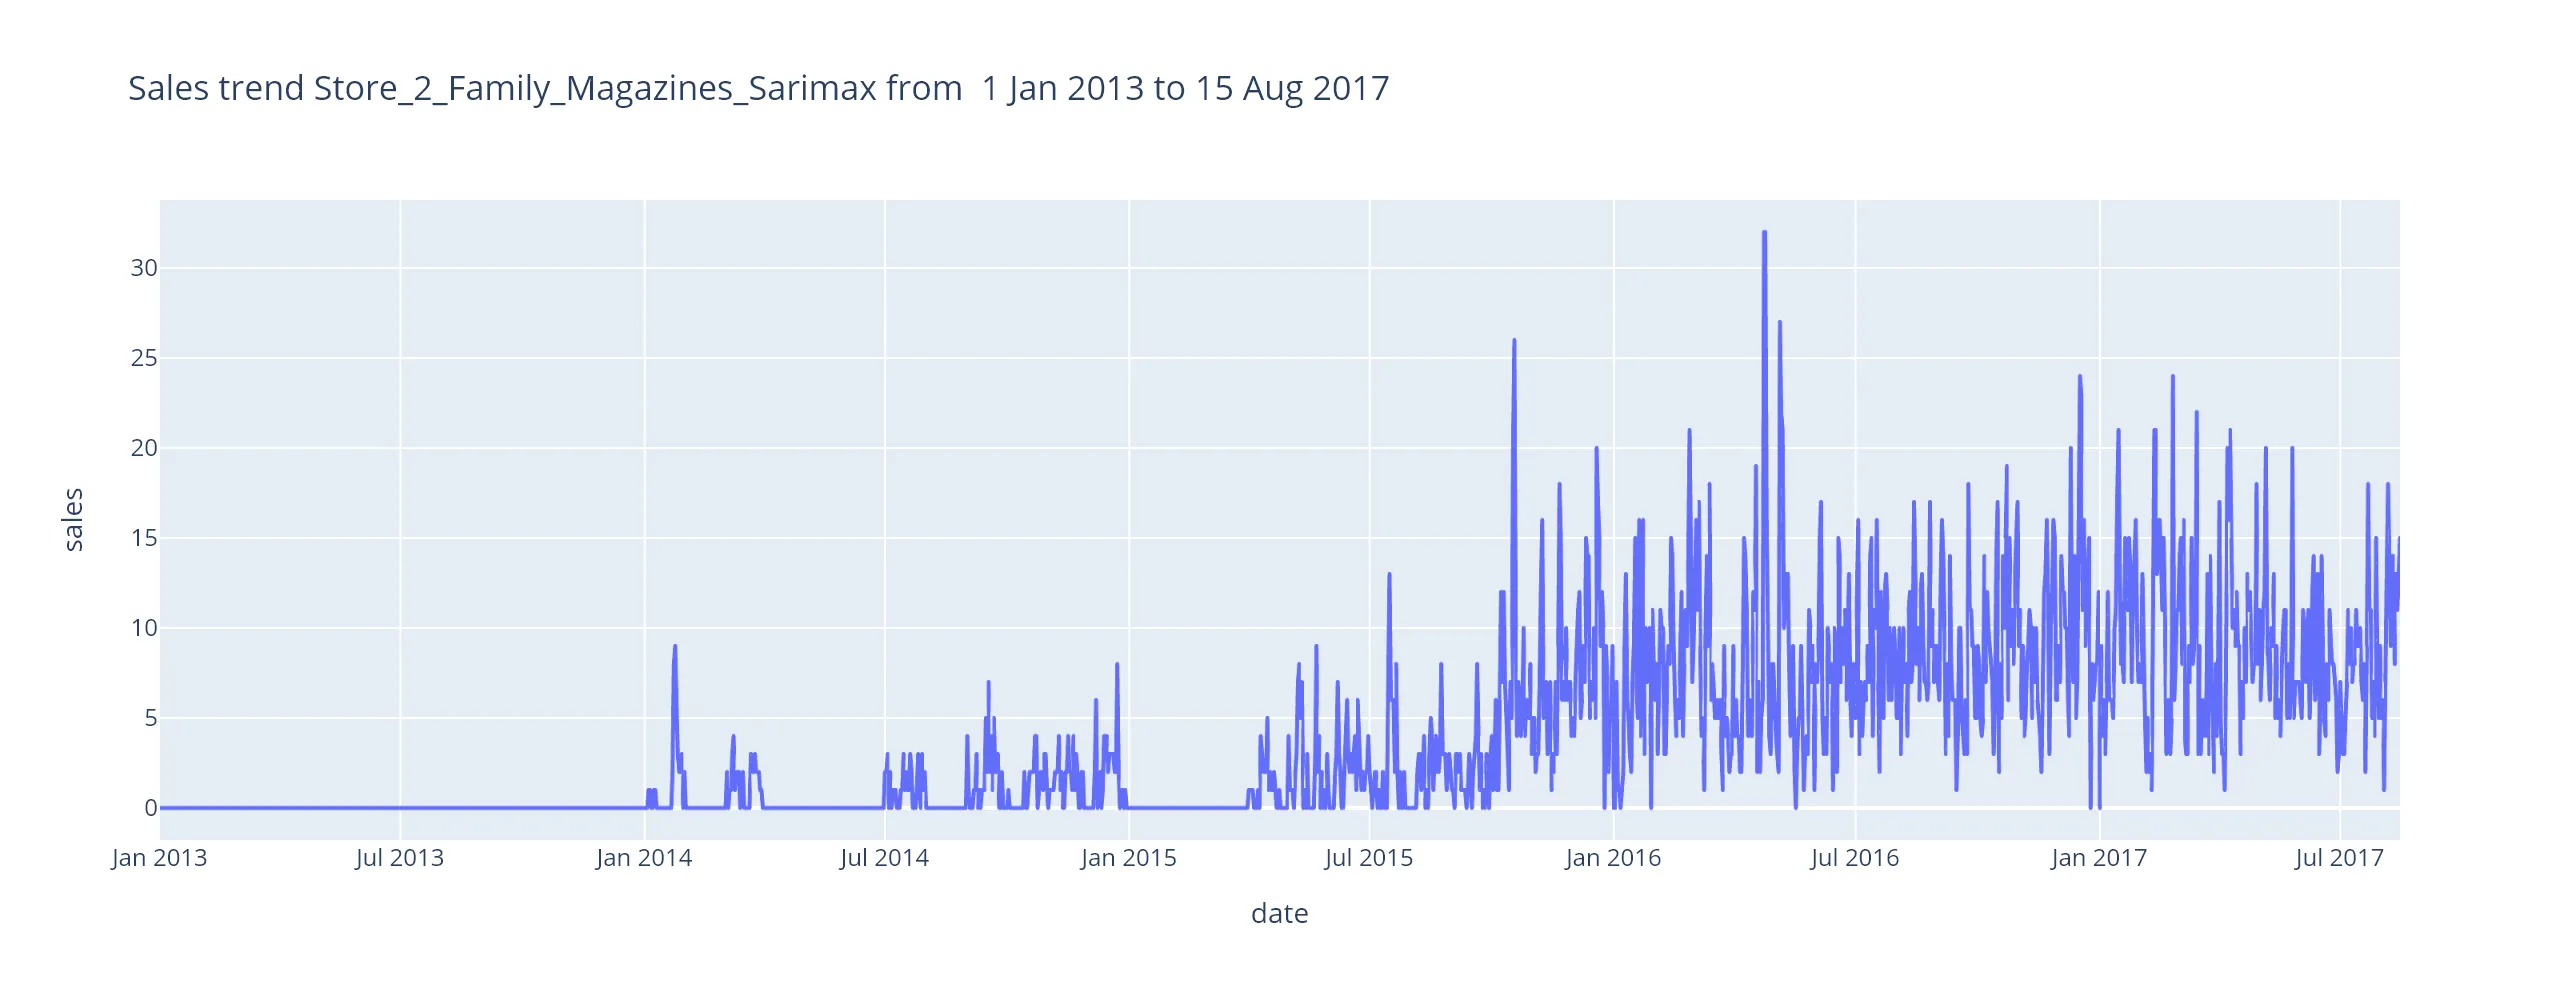 Sales trend Store_2_Family_Magazines_Sarimax from  1 Jan 2013 to 15 Aug 2017
30
25
20
15
10
5
0
sales
Jan 2013
Jul 2013
Jan 2014
Jul 2014
Jan 2015
Jul 2015
Jan 2016
Jul 2016
Jan 2017
Jul 2017
date